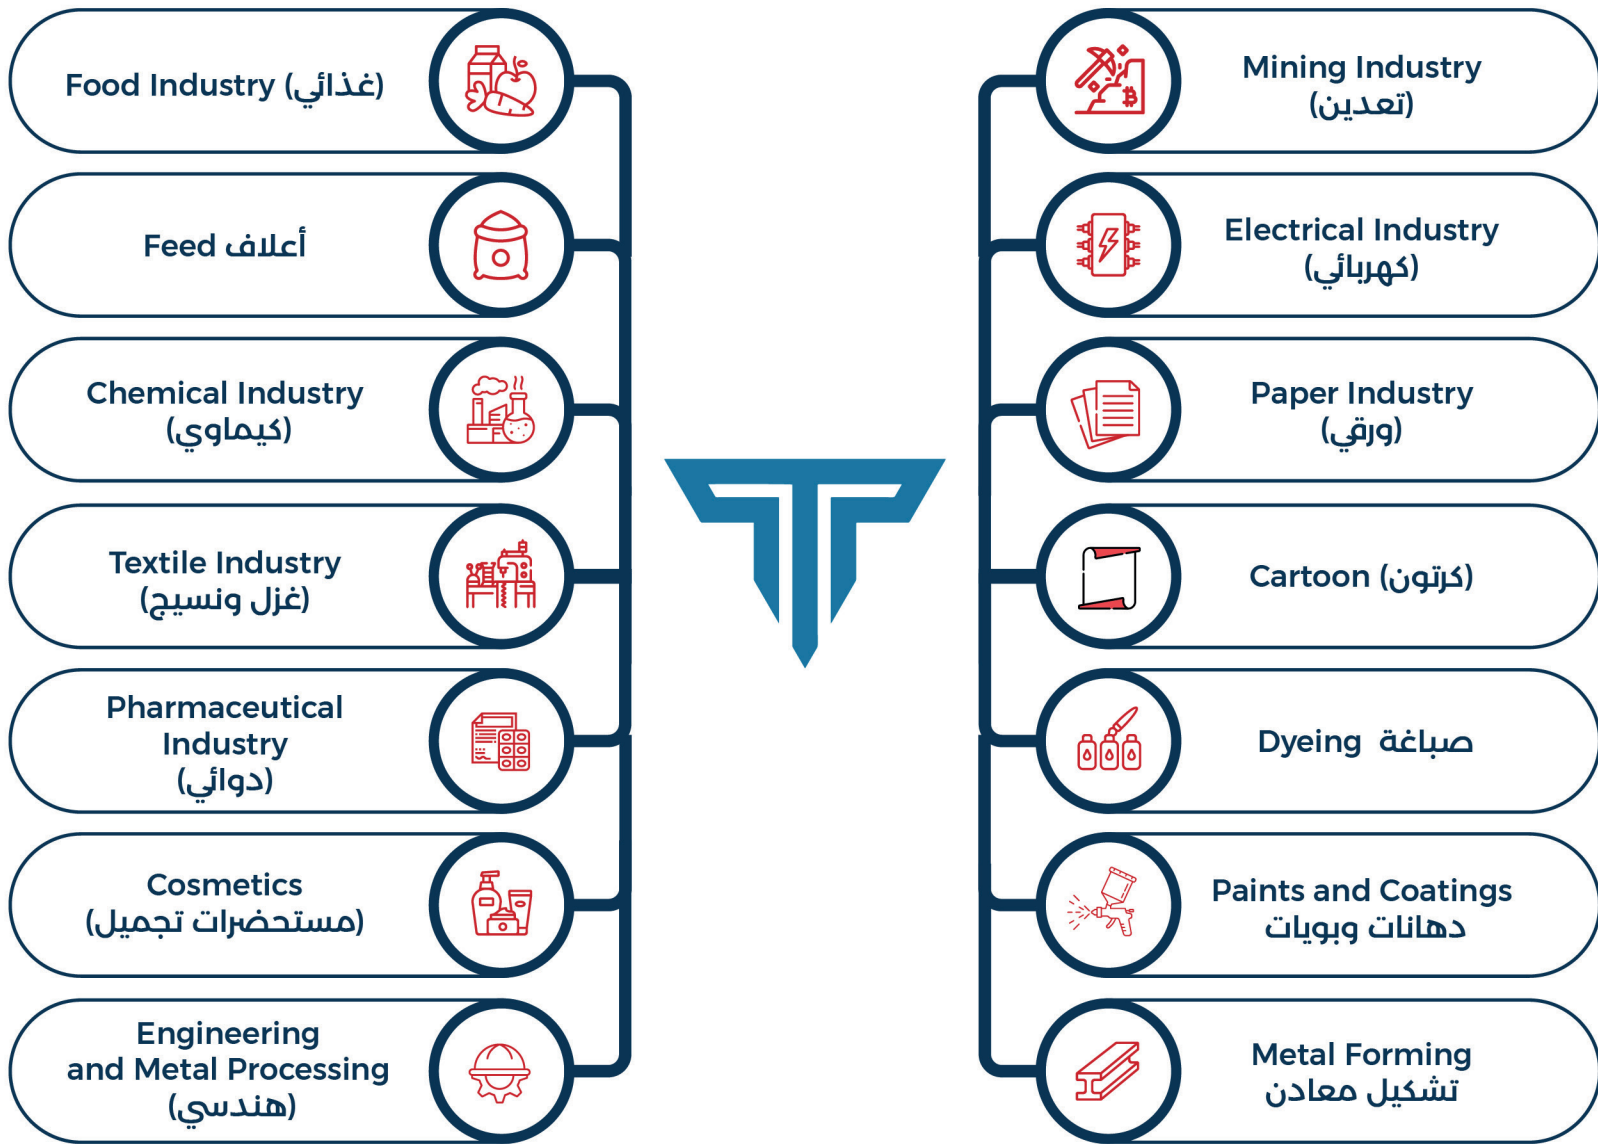 Food Industry (غذائي)
Feed أعلاف
Chemical Industry
(كيماوي)
Textile Industry
(غزل ونسيج)
Pharmaceutical
Industry
(دوائي)
Cosmetics
(مستحضرات تجميل)
Engineering
and Metal Processing
(هندسي)
Mining Industry
(تعدين)
Electrical Industry
(كهربائي)
Paper Industry
(ورقي)
Cartoon (كرتون)
Dyeing صباغة
Paints and Coatings
دهانات وبويات
Metal Forming
تشكيل معادن